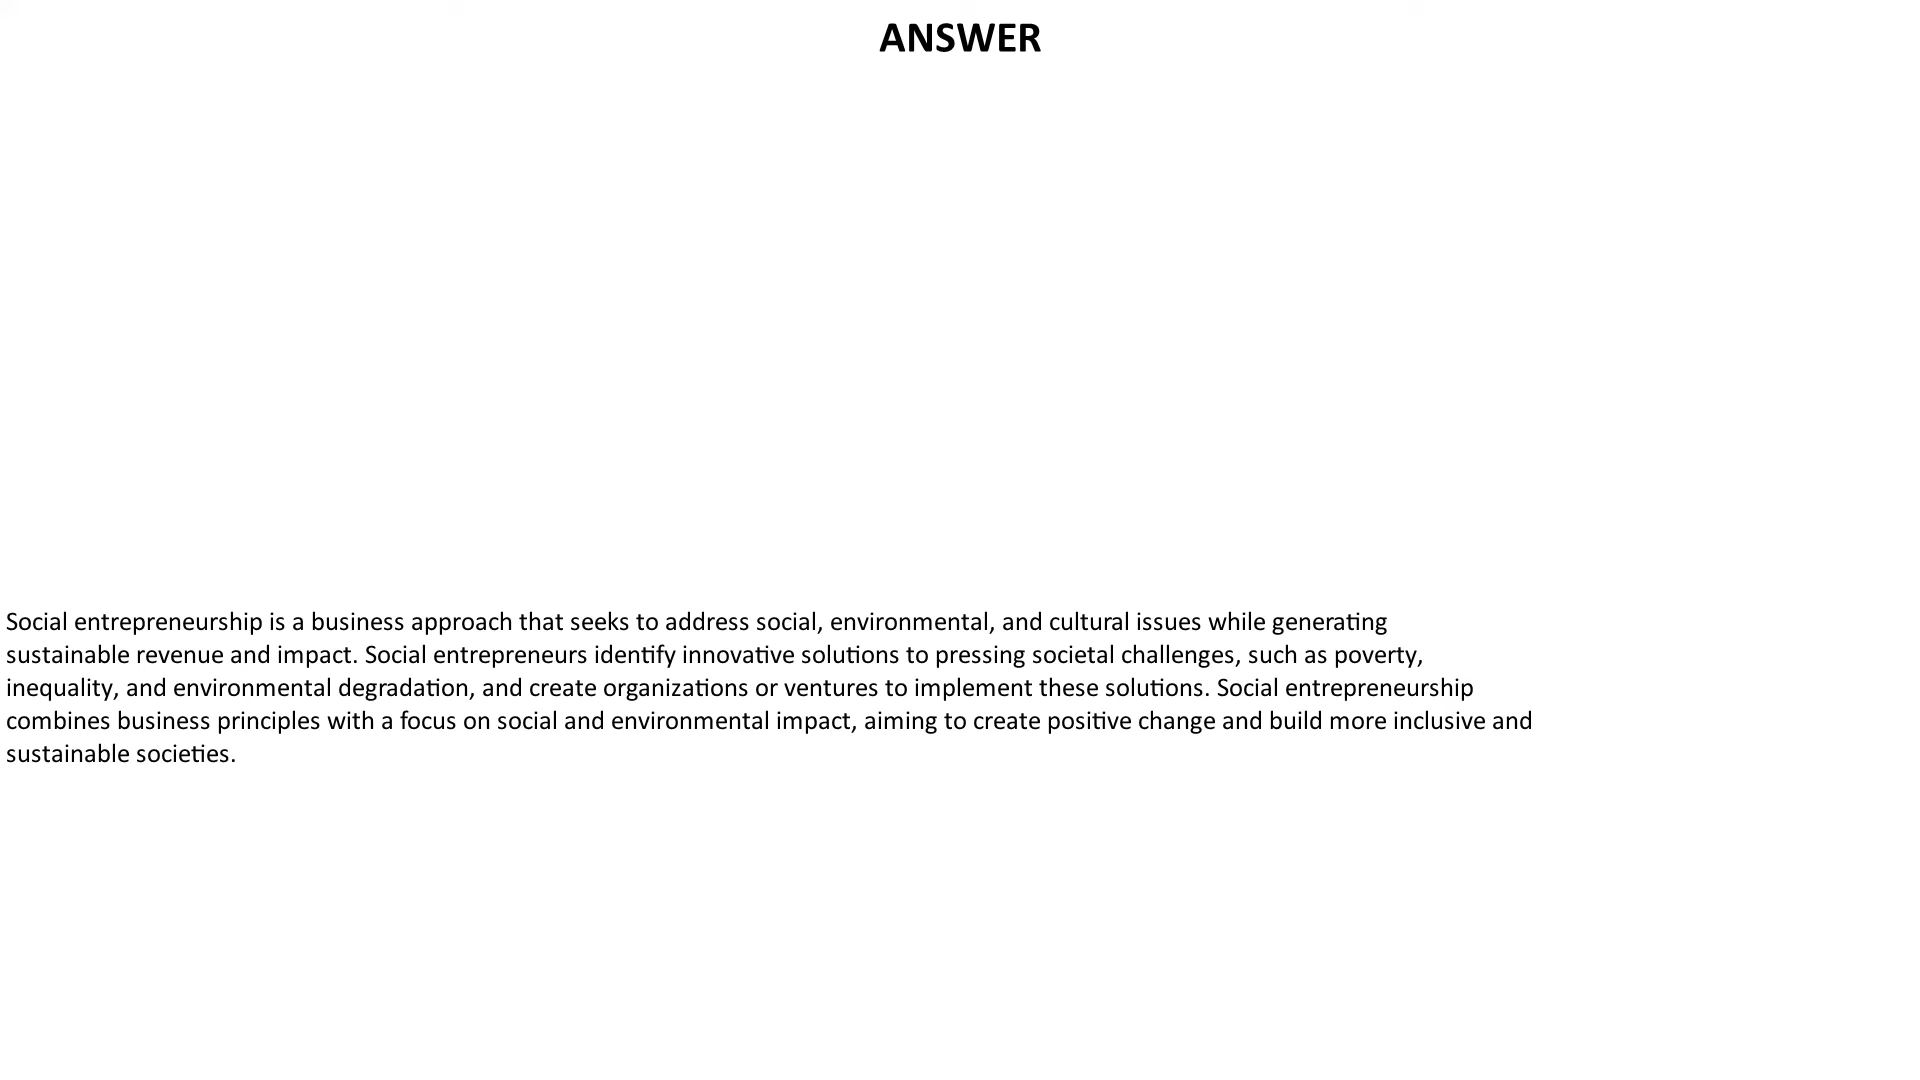 ANSWER
Social entrepreneurship is a business approach that seeks to address social, environmental, and cultural issues while generating
sustainable revenue and impact. Social entrepreneurs identify innovative solutions to pressing societal challenges, such as poverty,
inequality, and environmental degradation, and create organizations or ventures to implement these solutions. Social entrepreneurship
combines business principles with a focus on social and environmental impact, aiming to create positive change and build more inclusive and
sustainable societies.